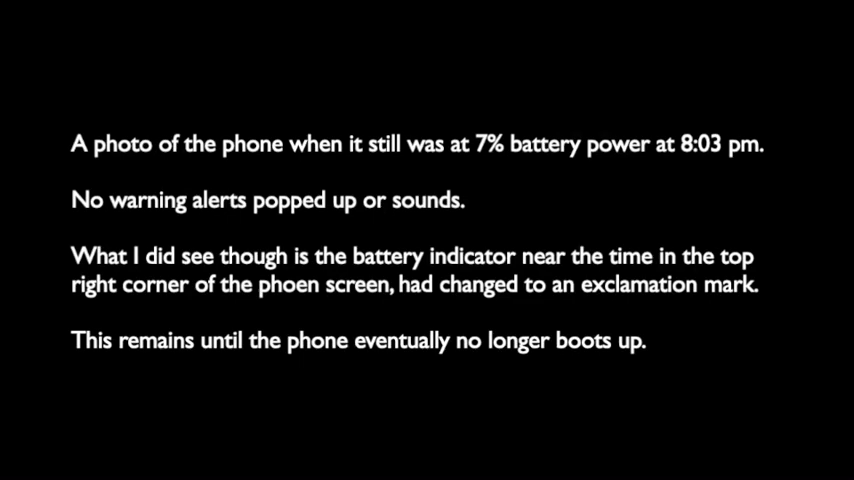 A photo of the phone when it still was at 7% battery power at 8:03 pm.
No warning alerts popped up or sounds.
What I did see though is the battery indicator near the time in the top
right corner of the phoen screen, had changed to an exclamation mark.
This remains until the phone eventually no longer boots up.